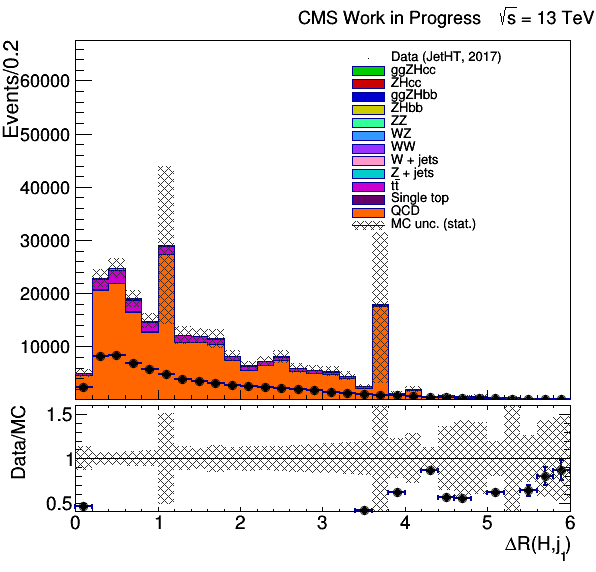 CMS Work in Progress √s = 13 TeV
Events/0.2
60000
50000
40000
30000
20000
10000
Data (JetHT, 2017)
ggZHcc
ZHcc
ggZHbb
ZHbb
ZZ
WZ
WW
W + jets
Z + jets
tt̄
Single top
QCD
MC unc. (stat.)
Data/MC
1.5
1
0.5
0 1 2 3 4 5 6
ΔR(H,j₁)